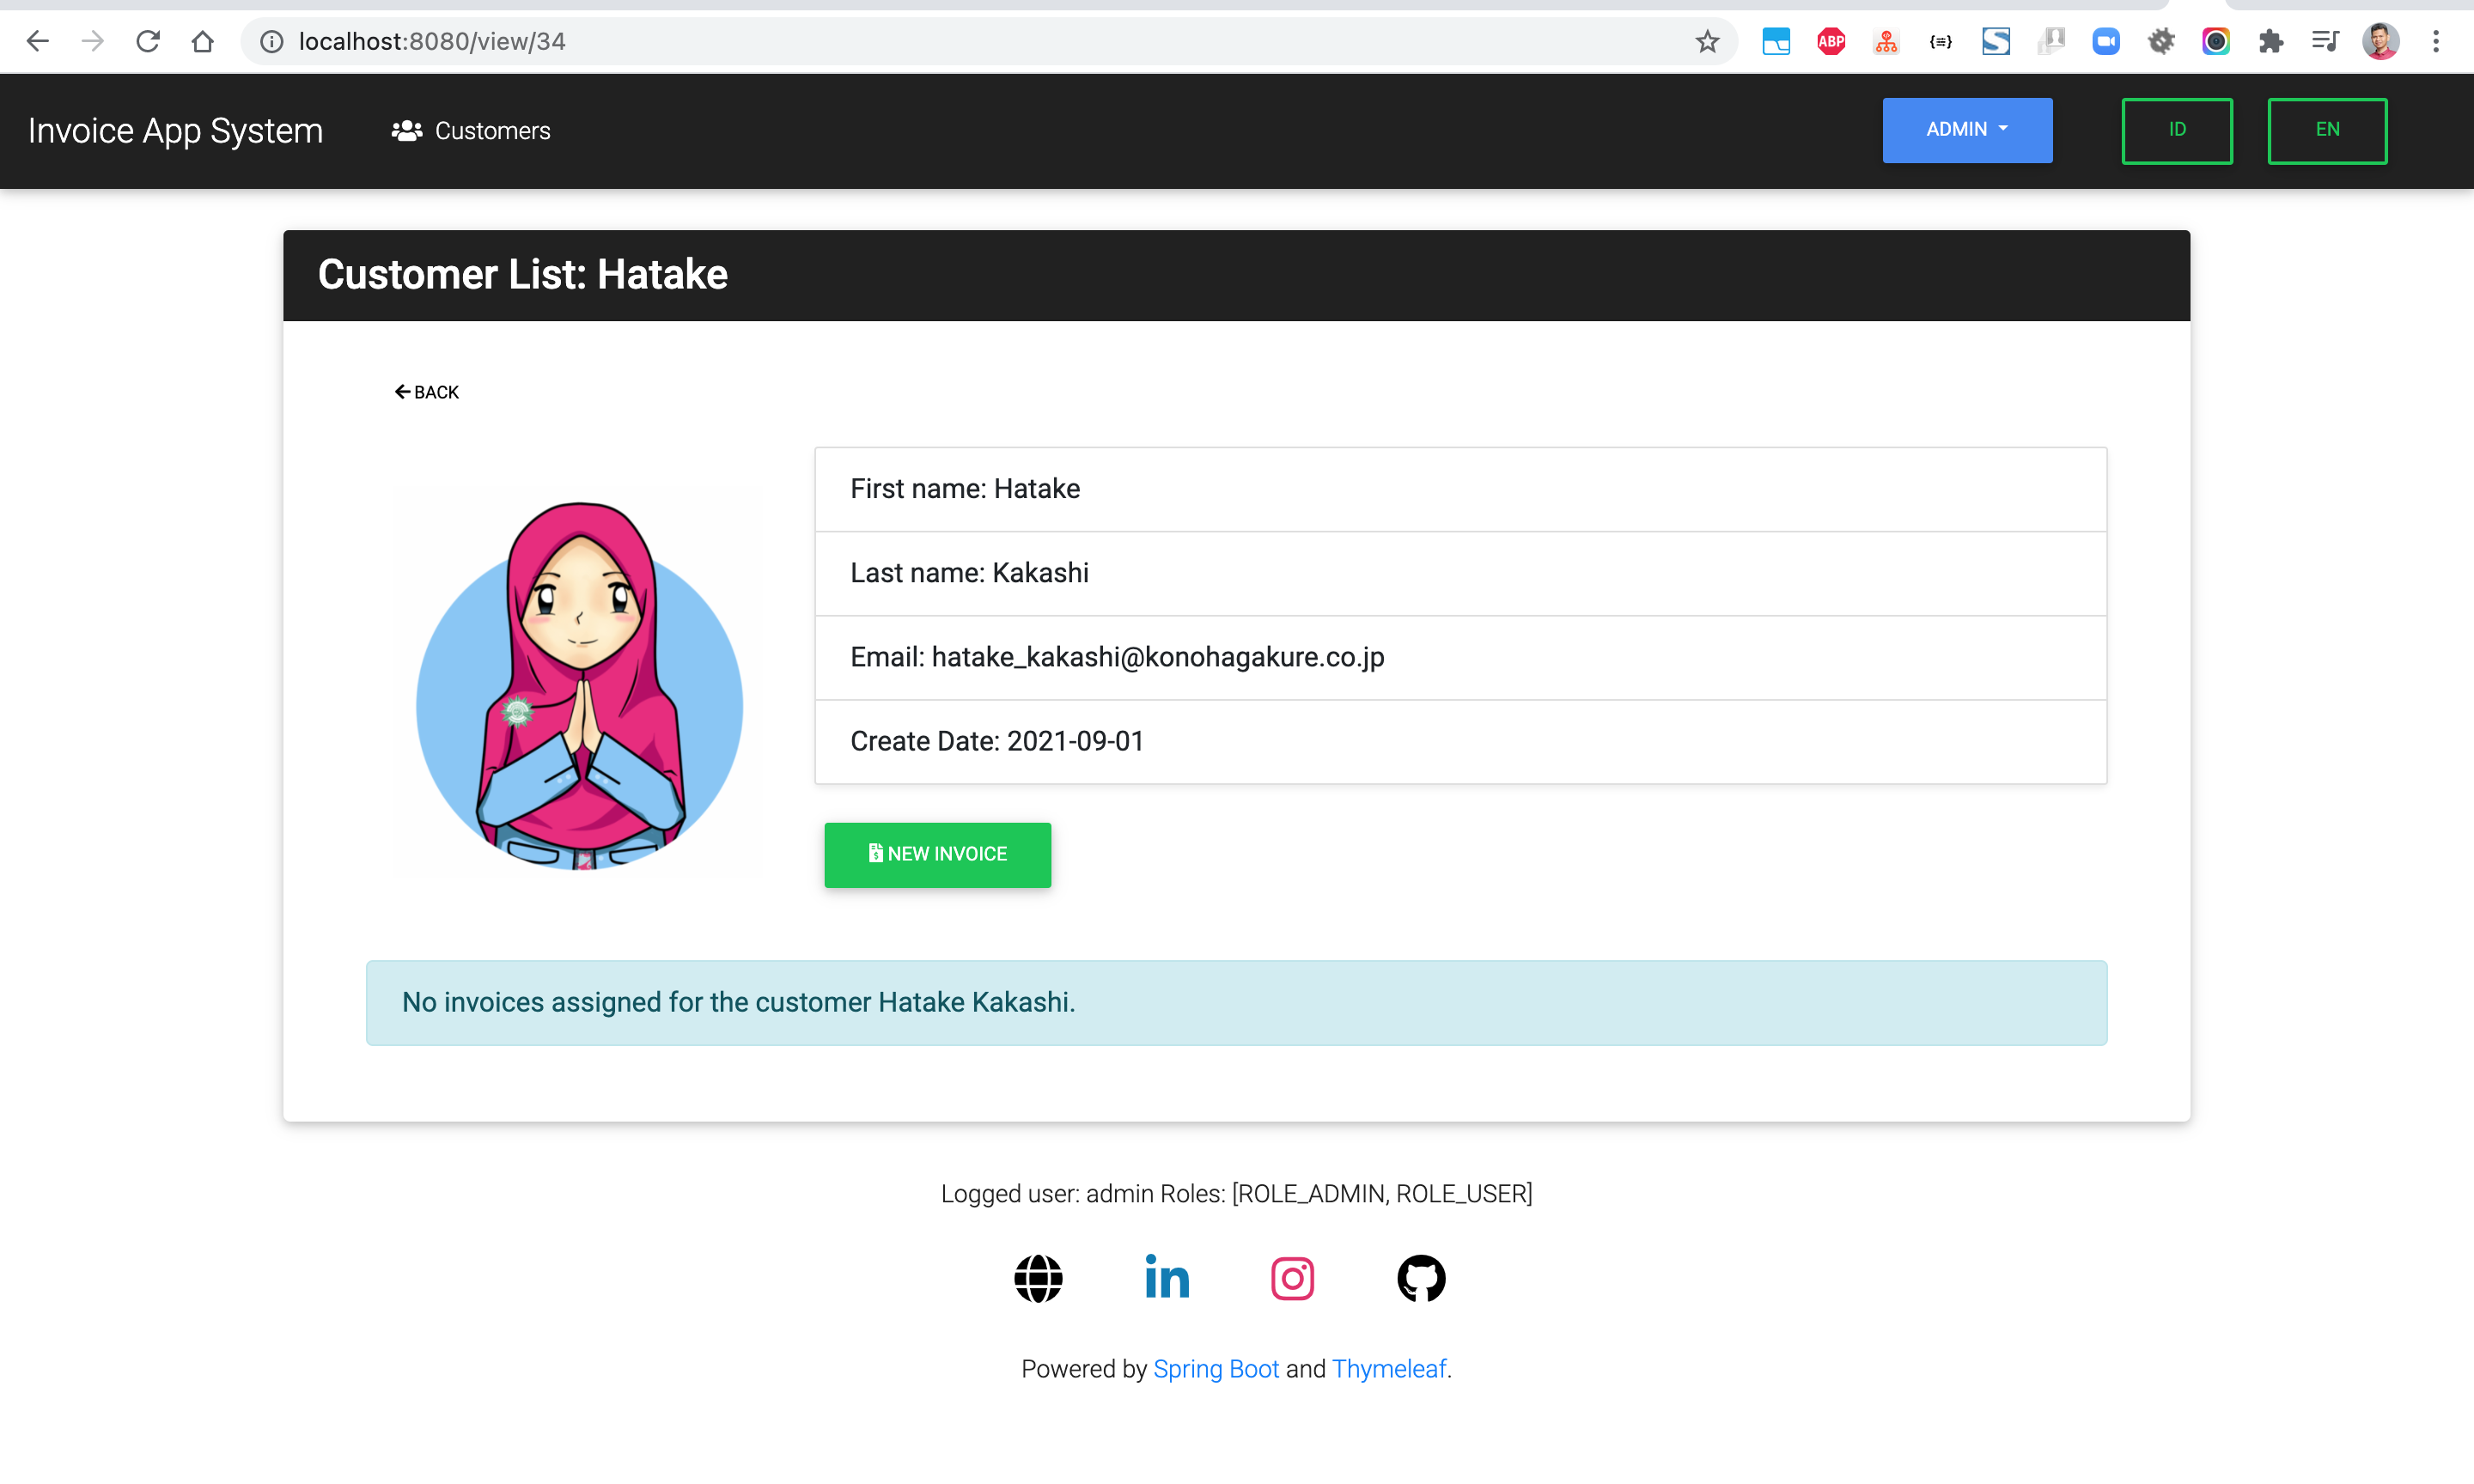 localhost:8080/view/34
ABP
Invoice App System
Customers
ADMIN
ID
EN
Customer List: Hatake
BACK
First name: Hatake
Last name: Kakashi
Email: hatake_kakashi@konohagakure.co.jp
Create Date: 2021-09-01
NEW INVOICE
No invoices assigned for the customer Hatake Kakashi.
Logged user: admin Roles: [ROLE_ADMIN, ROLE_USER]
in
Powered by Spring Boot and Thymeleaf.